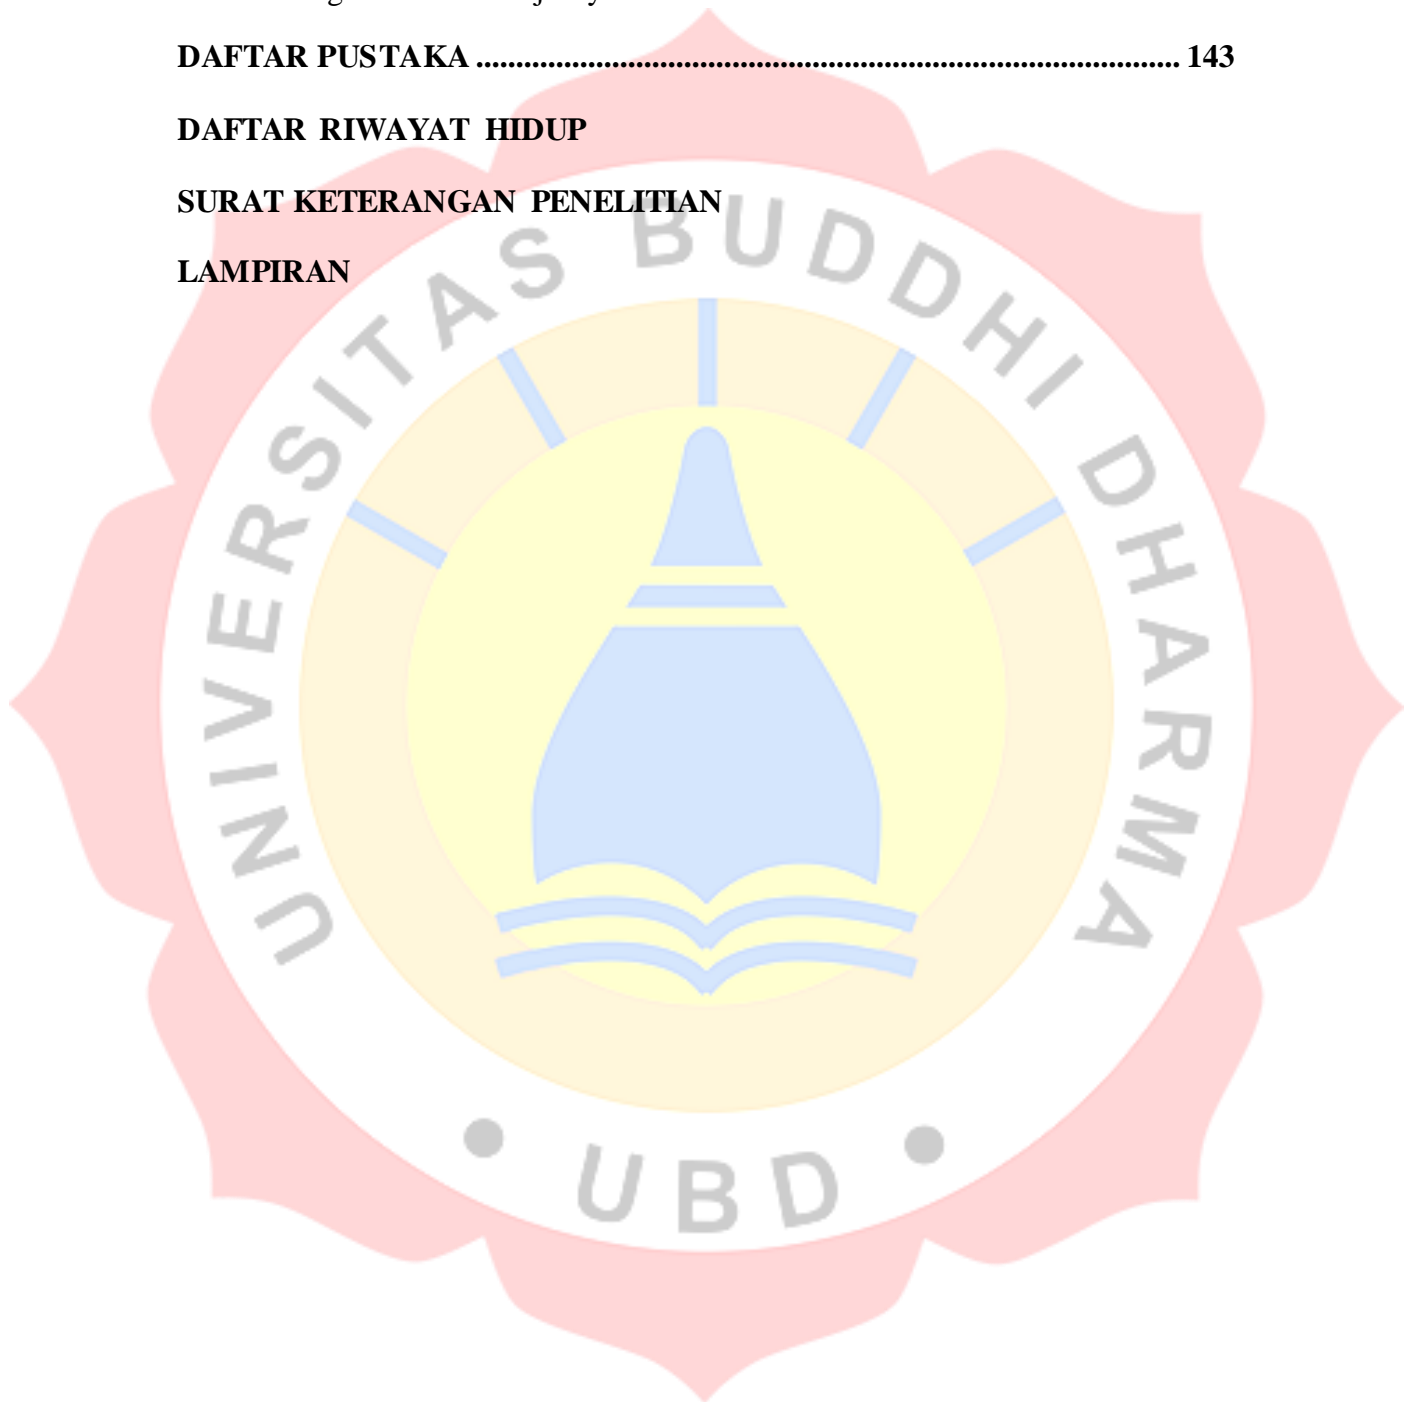 DAFTAR PUSTAKA ........................................................................................ 143
DAFTAR RIWAYAT HIDUP
SURAT KETERANGAN PENELITIAN
LAMPIRAN
UNIVERSITAS BUDDHI DHARMA
• UBD •